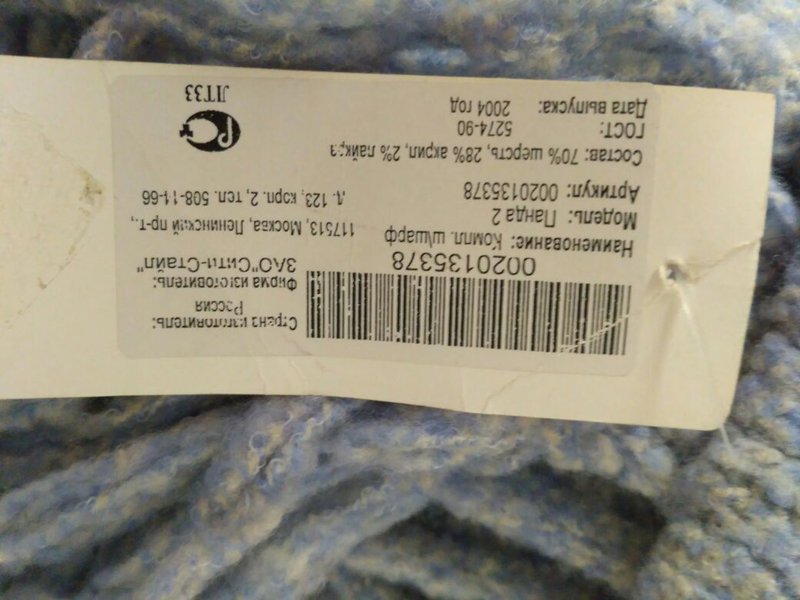 0020135378
Страна изготовитель:
Россия
Фирма изготовитель:
ЗАО"Сити-Стайл"
117513, Москва, Ленинский пр-т.,
д. 123, корп. 2, тел. 508-11-66
Наименование: Компл. ш/шарф
Модель: Панда 2
Артикул: 0020135378
Состав: 70% шерсть, 28% акрил, 2% лайкра
ГОСТ: 5274-90
Дата выпуска: 2004 год
ЛТ33